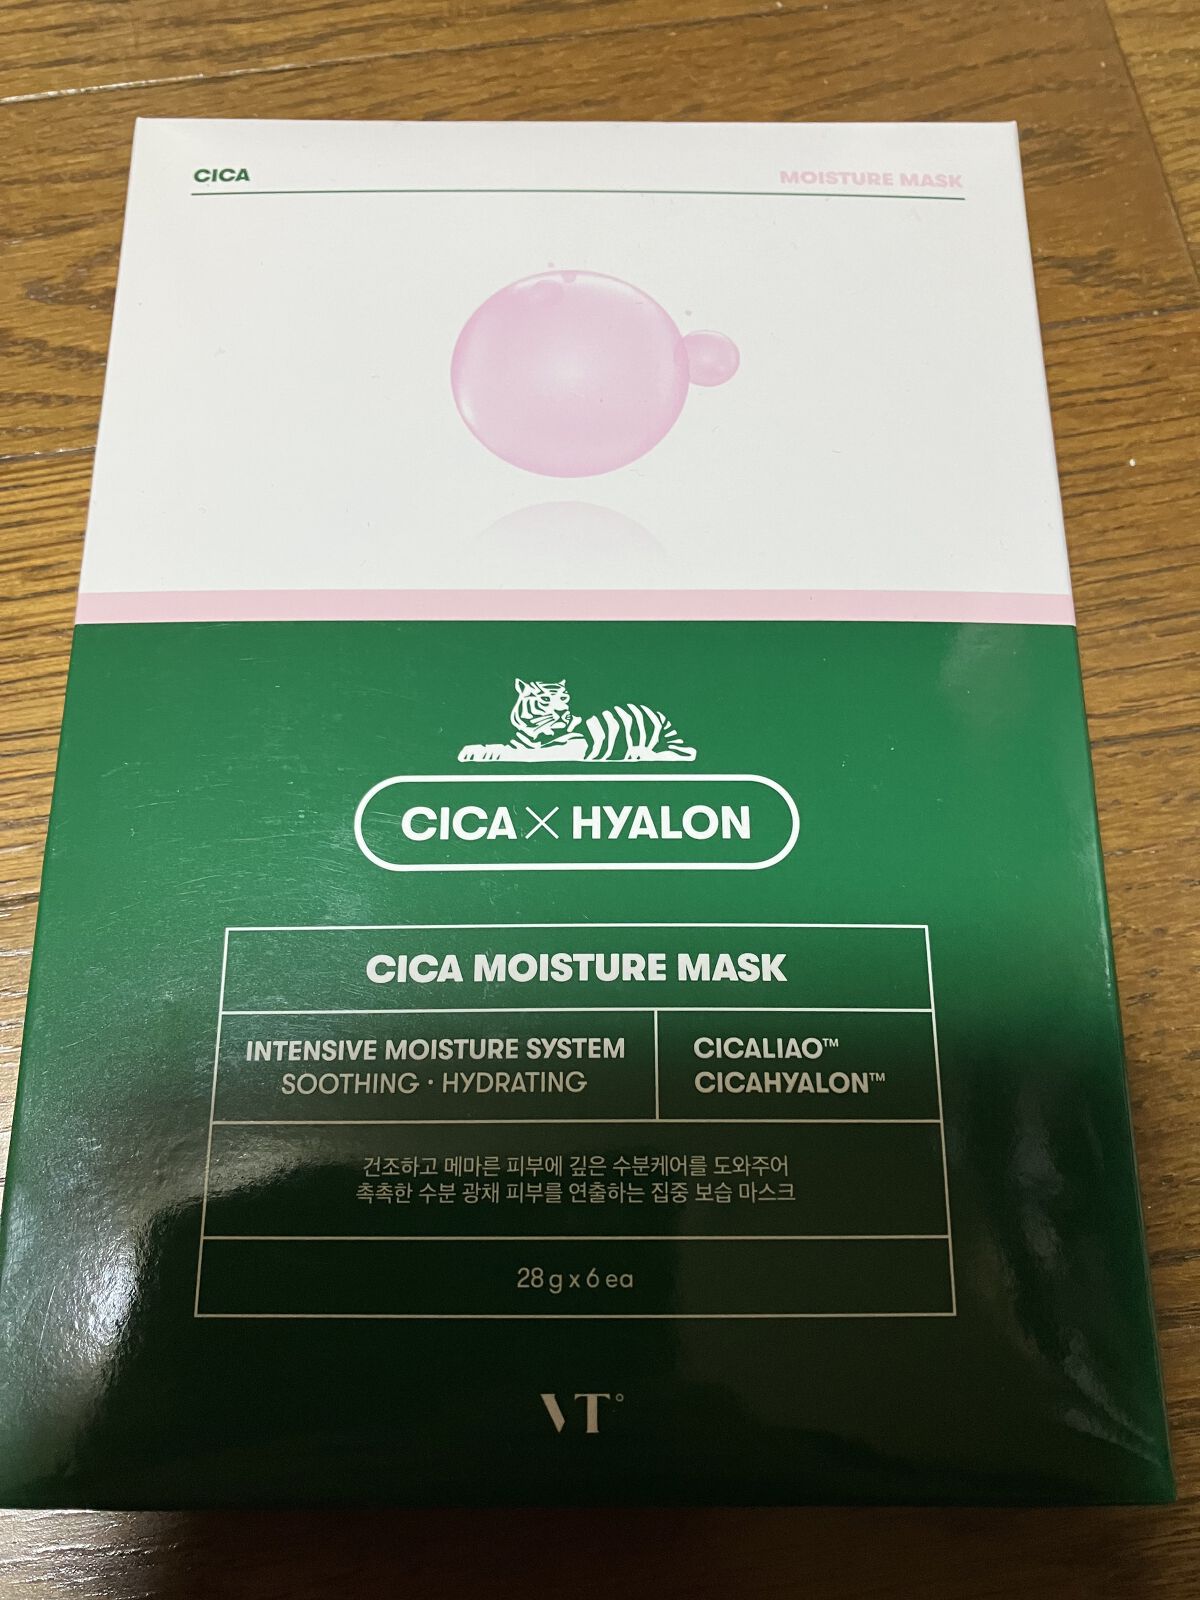 CICA
MOISTURE MASK
CICA × HYALON
CICA MOISTURE MASK
INTENSIVE MOISTURE SYSTEM
SOOTHING · HYDRATING
CICALIAO™
CICAHYALON™
건조하고 메마른 피부에 깊은 수분케어를 도와주어
촉촉한 수분 광채 피부를 연출하는 집중 보습 마스크
28 g x 6 ea
VT°